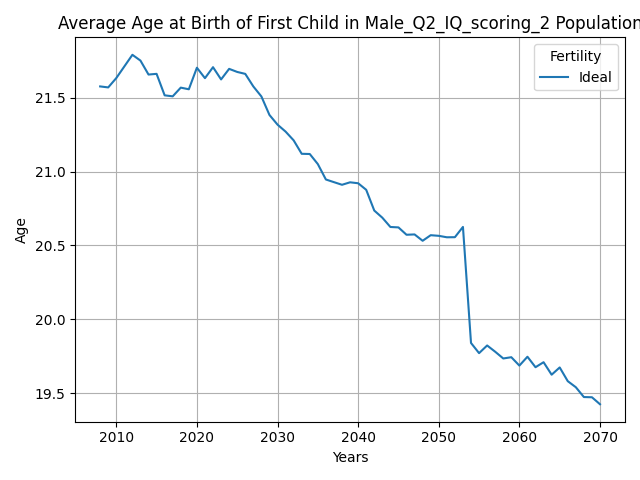 Average Age at Birth of First Child in Male_Q2_IQ_scoring_2 Population
Fertility
Ideal
Age
21.5
21.0
20.5
20.0
19.5
2010 2020 2030 2040 2050 2060 2070
Years